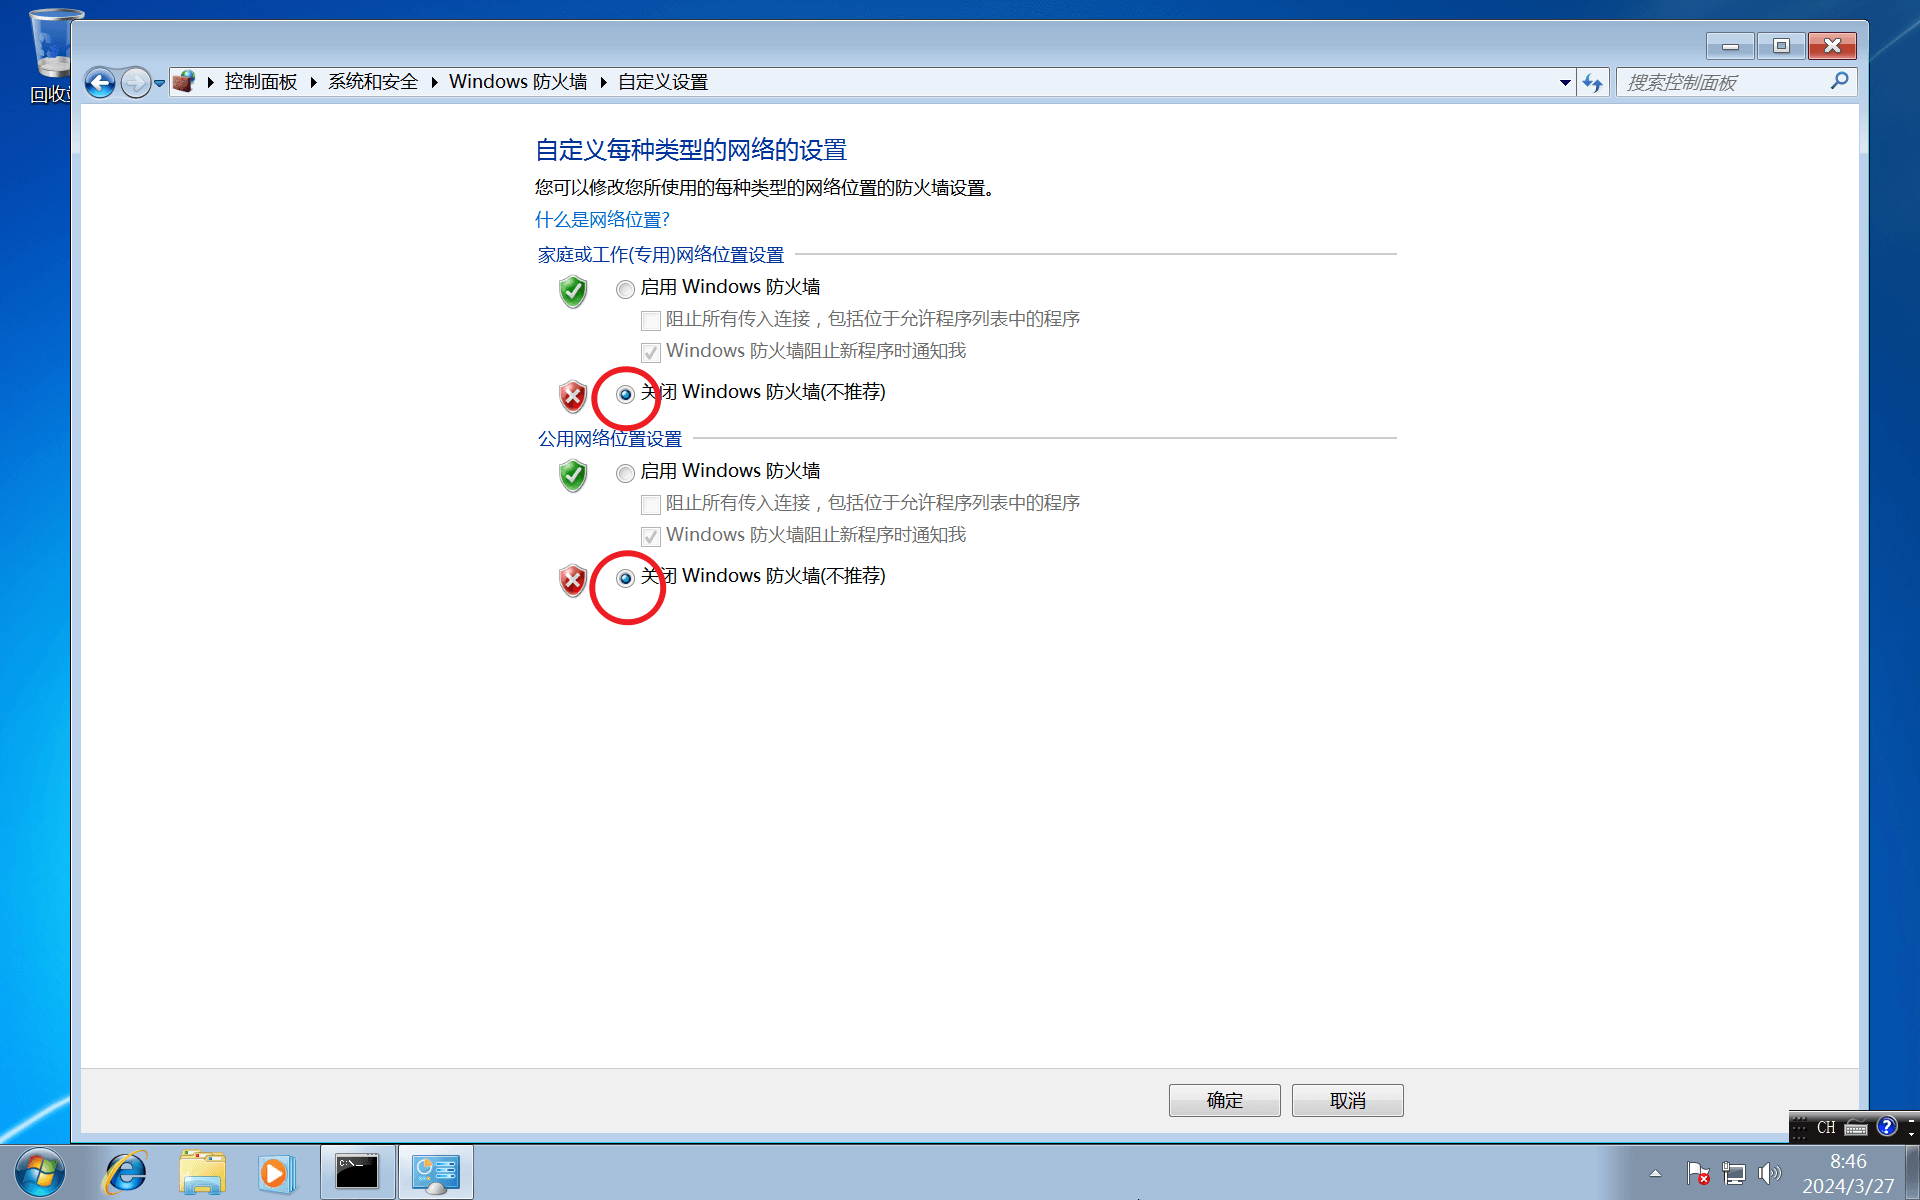 回收站
控制面板 系统和安全 Windows 防火墙 自定义设置
搜索控制面板
自定义每种类型的网络的设置
您可以修改您所使用的每种类型的网络位置的防火墙设置。
什么是网络位置?
家庭或工作(专用)网络位置设置
启用 Windows 防火墙
阻止所有传入连接，包括位于允许程序列表中的程序
Windows 防火墙阻止新程序时通知我
关闭 Windows 防火墙(不推荐)
公用网络位置设置
启用 Windows 防火墙
阻止所有传入连接，包括位于允许程序列表中的程序
Windows 防火墙阻止新程序时通知我
关闭 Windows 防火墙(不推荐)
确定 取消
CH
C:\_
8:46
2024/3/27